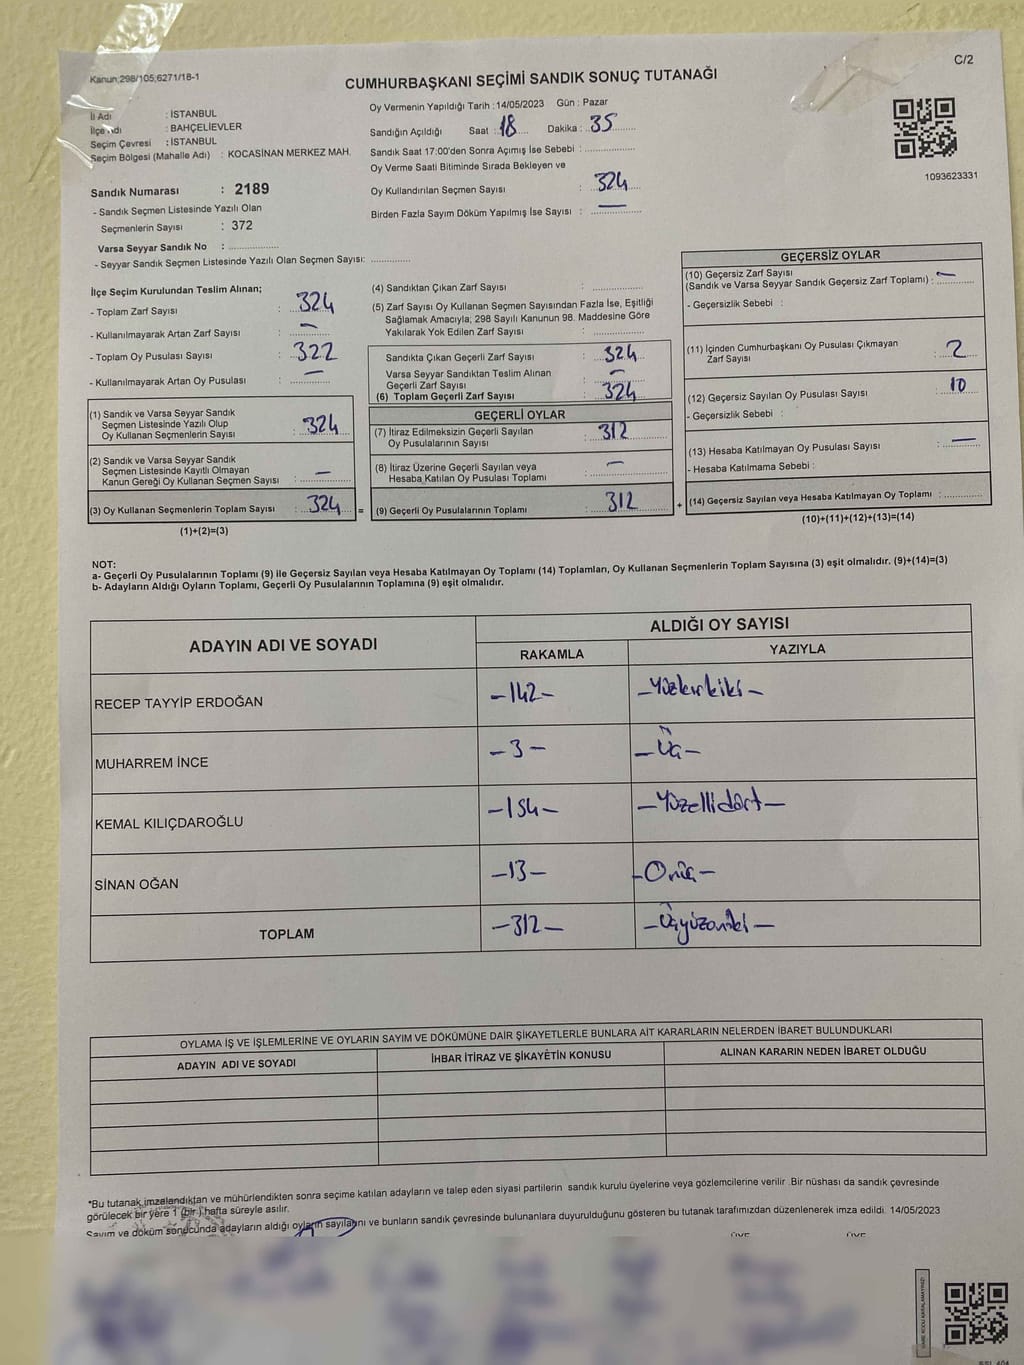 Kanun;298/105;6271/18-1
C/2
CUMHURBAŞKANI SEÇİMİ SANDIK SONUÇ TUTANAĞI
İl Adı : İSTANBUL
İlçe Adı : BAHÇELİEVLER
Seçim Çevresi : İSTANBUL
Seçim Bölgesi (Mahalle Adı) : KOCASİNAN MERKEZ MAH.
Sandık Numarası : 2189
- Sandık Seçmen Listesinde Yazılı Olan
Seçmenlerin Sayısı : 372
Varsa Seyyar Sandık No : ..............
- Seyyar Sandık Seçmen Listesinde Yazılı Olan Seçmen Sayısı: ............
Oy Vermenin Yapıldığı Tarih : 14/05/2023 Gün : Pazar
Sandığın Açıldığı Saat : 18 Dakika : 35
Sandık Saat 17:00'den Sonra Açımış İse Sebebi : ..............
Oy Verme Saati Bitiminde Sırada Bekleyen ve
Oy Kullandırılan Seçmen Sayısı : 324
Birden Fazla Sayım Döküm Yapılmış İse Sayısı : —
1093623331
İlçe Seçim Kurulundan Teslim Alınan;
- Toplam Zarf Sayısı : 324
- Kullanılmayarak Artan Zarf Sayısı : —
- Toplam Oy Pusulası Sayısı : 322
- Kullanılmayarak Artan Oy Pusulası : —
(1) Sandık ve Varsa Seyyar Sandık
Seçmen Listesinde Yazılı Olup
Oy Kullanan Seçmenlerin Sayısı : 324
(2) Sandık ve Varsa Seyyar Sandık
Seçmen Listesinde Kayıtlı Olmayan
Kanun Gereği Oy Kullanan Seçmen Sayısı : —
(3) Oy Kullanan Seçmenlerin Toplam Sayısı : 324 =
(1)+(2)=(3)
(4) Sandıktan Çıkan Zarf Sayısı : ............
(5) Zarf Sayısı Oy Kullanan Seçmen Sayısından Fazla İse, Eşitliği
Sağlamak Amacıyla; 298 Sayılı Kanunun 98. Maddesine Göre
Yakılarak Yok Edilen Zarf Sayısı : ............
Sandıkta Çıkan Geçerli Zarf Sayısı : 324
Varsa Seyyar Sandıktan Teslim Alınan
Geçerli Zarf Sayısı : —
(6) Toplam Geçerli Zarf Sayısı : 324
GEÇERLİ OYLAR
(7) İtiraz Edilmeksizin Geçerli Sayılan
Oy Pusulalarının Sayısı : 312
(8) İtiraz Üzerine Geçerli Sayılan veya
Hesaba Katılan Oy Pusulası Toplamı : —
(9) Geçerli Oy Pusulalarının Toplamı : 312 +
GEÇERSİZ OYLAR
(10) Geçersiz Zarf Sayısı
(Sandık ve Varsa Seyyar Sandık Geçersiz Zarf Toplamı) : —
- Geçersizlik Sebebi :
(11) İçinden Cumhurbaşkanı Oy Pusulası Çıkmayan
Zarf Sayısı : 2
(12) Geçersiz Sayılan Oy Pusulası Sayısı : 10
- Geçersizlik Sebebi :
(13) Hesaba Katılmayan Oy Pusulası Sayısı : —
- Hesaba Katılmama Sebebi :
(14) Geçersiz Sayılan veya Hesaba Katılmayan Oy Toplamı : ............
(10)+(11)+(12)+(13)=(14)
NOT:
a- Geçerli Oy Pusulalarının Toplamı (9) ile Geçersiz Sayılan veya Hesaba Katılmayan Oy Toplamı (14) Toplamları, Oy Kullanan Seçmenlerin Toplam Sayısına (3) eşit olmalıdır. (9)+(14)=(3)
b- Adayların Aldığı Oyların Toplamı, Geçerli Oy Pusulalarının Toplamına (9) eşit olmalıdır.
ADAYIN ADI VE SOYADI
ALDIĞI OY SAYISI
RAKAMLA YAZIYLA
RECEP TAYYİP ERDOĞAN –142– –Yüzkırkiki–
MUHARREM İNCE –3– –Üç–
KEMAL KILIÇDAROĞLU –154– –Yüzellidört–
SİNAN OĞAN –13– –Onüç–
TOPLAM –312– –Üçyüzoniki–
OYLAMA İŞ VE İŞLEMLERİNE VE OYLARIN SAYIM VE DÖKÜMÜNE DAİR ŞİKAYETLERLE BUNLARA AİT KARARLARIN NELERDEN İBARET BULUNDUKLARI
ADAYIN ADI VE SOYADI İHBAR İTİRAZ VE ŞİKAYETİN KONUSU ALINAN KARARIN NEDEN İBARET OLDUĞU
*Bu tutanak imzalandıktan ve mühürlendikten sonra seçime katılan adayların ve talep eden siyasi partilerin sandık kurulu üyelerine veya gözlemcilerine verilir .Bir nüshası da sandık çevresinde
görülecek bir yere 1 (bir ) hafta süreyle asılır.
Sayım ve döküm sonucunda adayların aldığı oyların sayılarını ve bunların sandık çevresinde bulunanlara duyurulduğunu gösteren bu tutanak tarafımızdan düzenlenerek imza edildi. 14/05/2023
ÜYE ÜYE